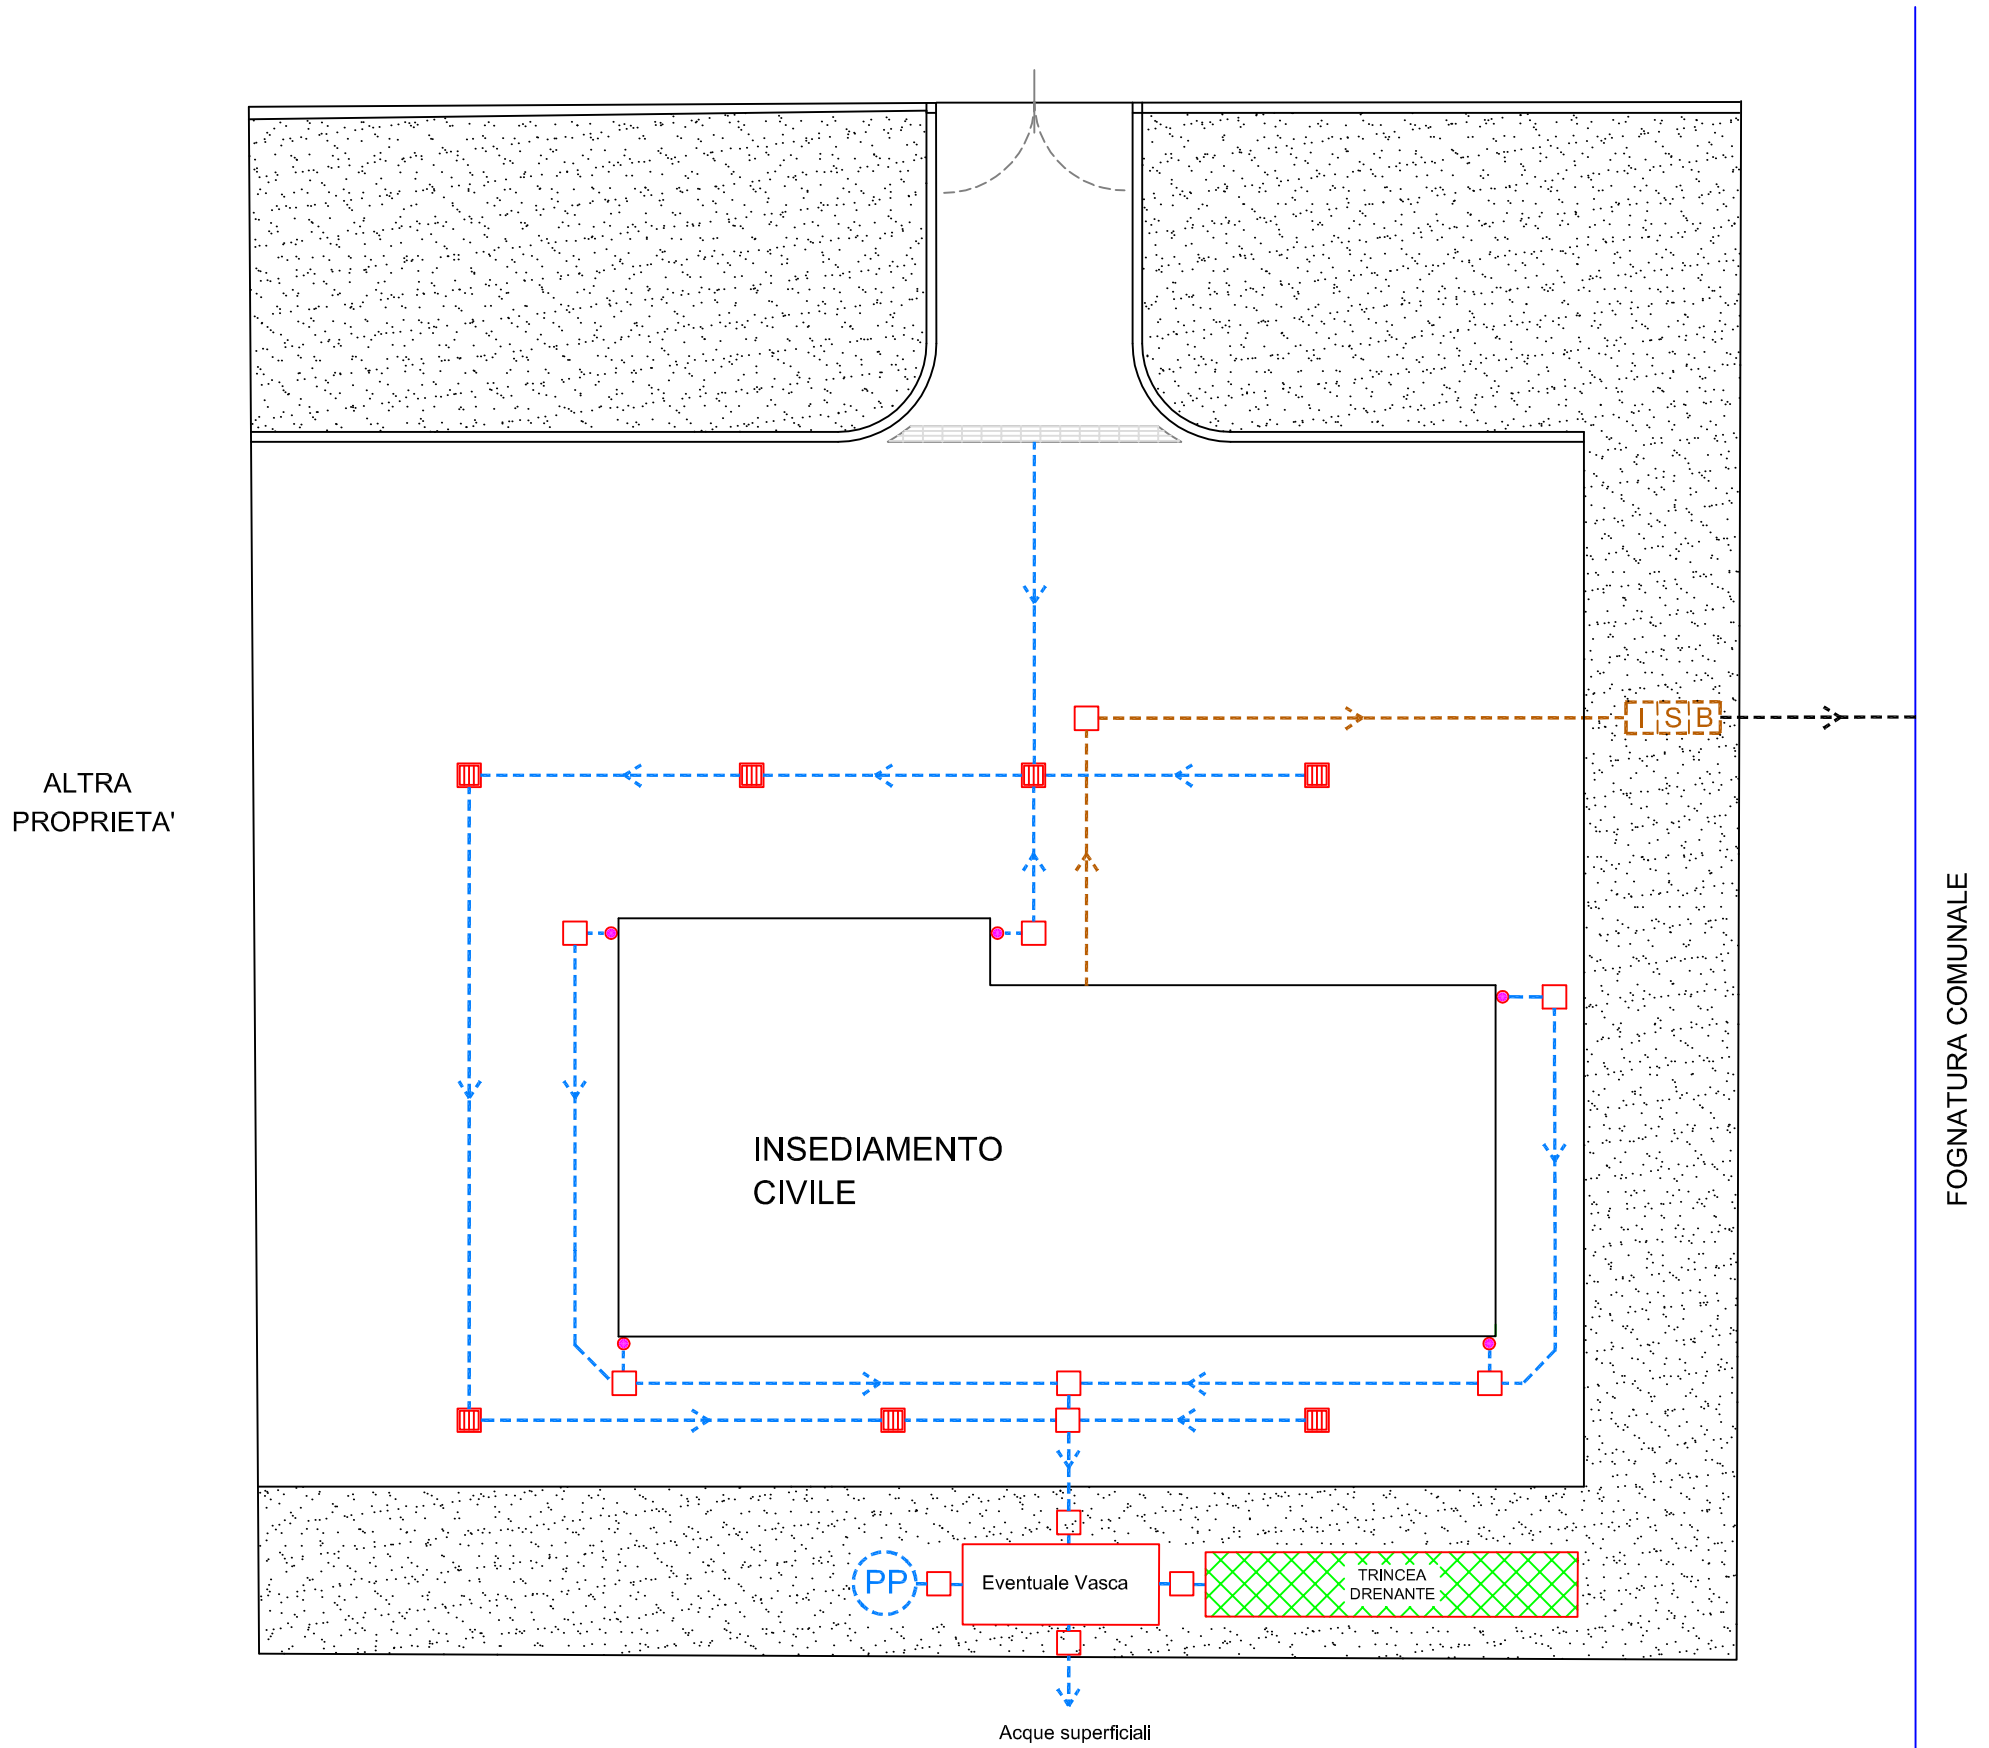 I S B
ALTRA
PROPRIETA'
FOGNATURA COMUNALE
INSEDIAMENTO
CIVILE
PP
Eventuale Vasca
TRINCEA
DRENANTE
Acque superficiali